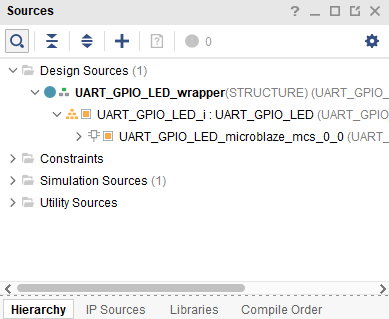 Sources
0
Design Sources (1)
UART_GPIO_LED_wrapper(STRUCTURE) (UART_GPIO_
UART_GPIO_LED_i : UART_GPIO_LED (UART_GPIO
UART_GPIO_LED_microblaze_mcs_0_0 (UART_
Constraints
Simulation Sources (1)
Utility Sources
Hierarchy IP Sources Libraries Compile Order